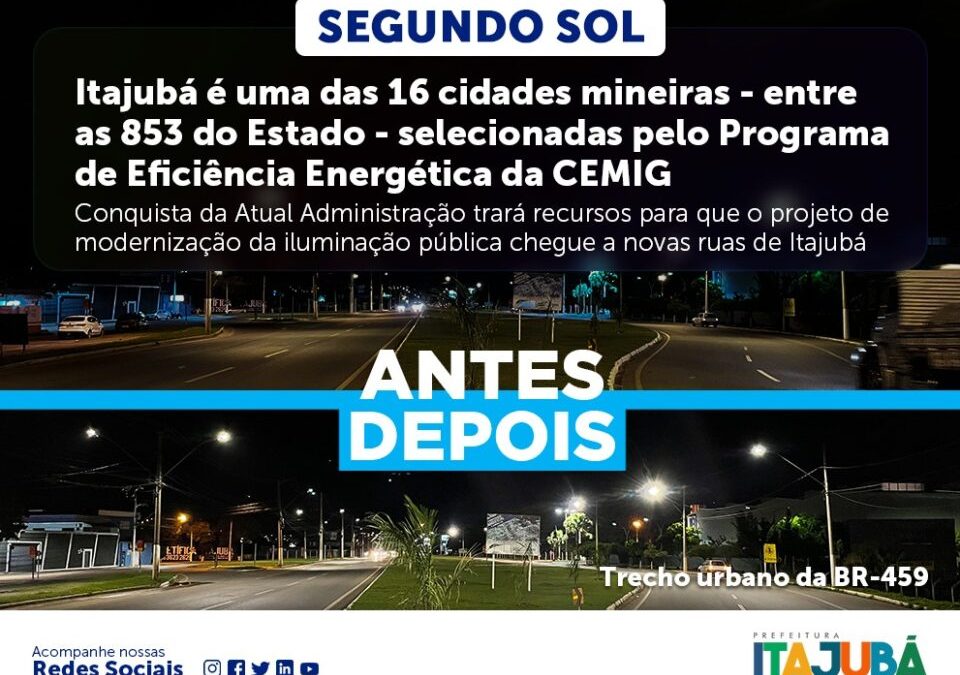 SEGUNDO SOL
Itajubá é uma das 16 cidades mineiras - entre
as 853 do Estado - selecionadas pelo Programa
de Eficiência Energética da CEMIG
Conquista da Atual Administração trará recursos para que o projeto de
modernização da iluminação pública chegue a novas ruas de Itajubá
ANTES
DEPOIS
Trecho urbano da BR-459
Acompanhe nossas
Redes Sociais
PREFEITURA
ITAJUBÁ